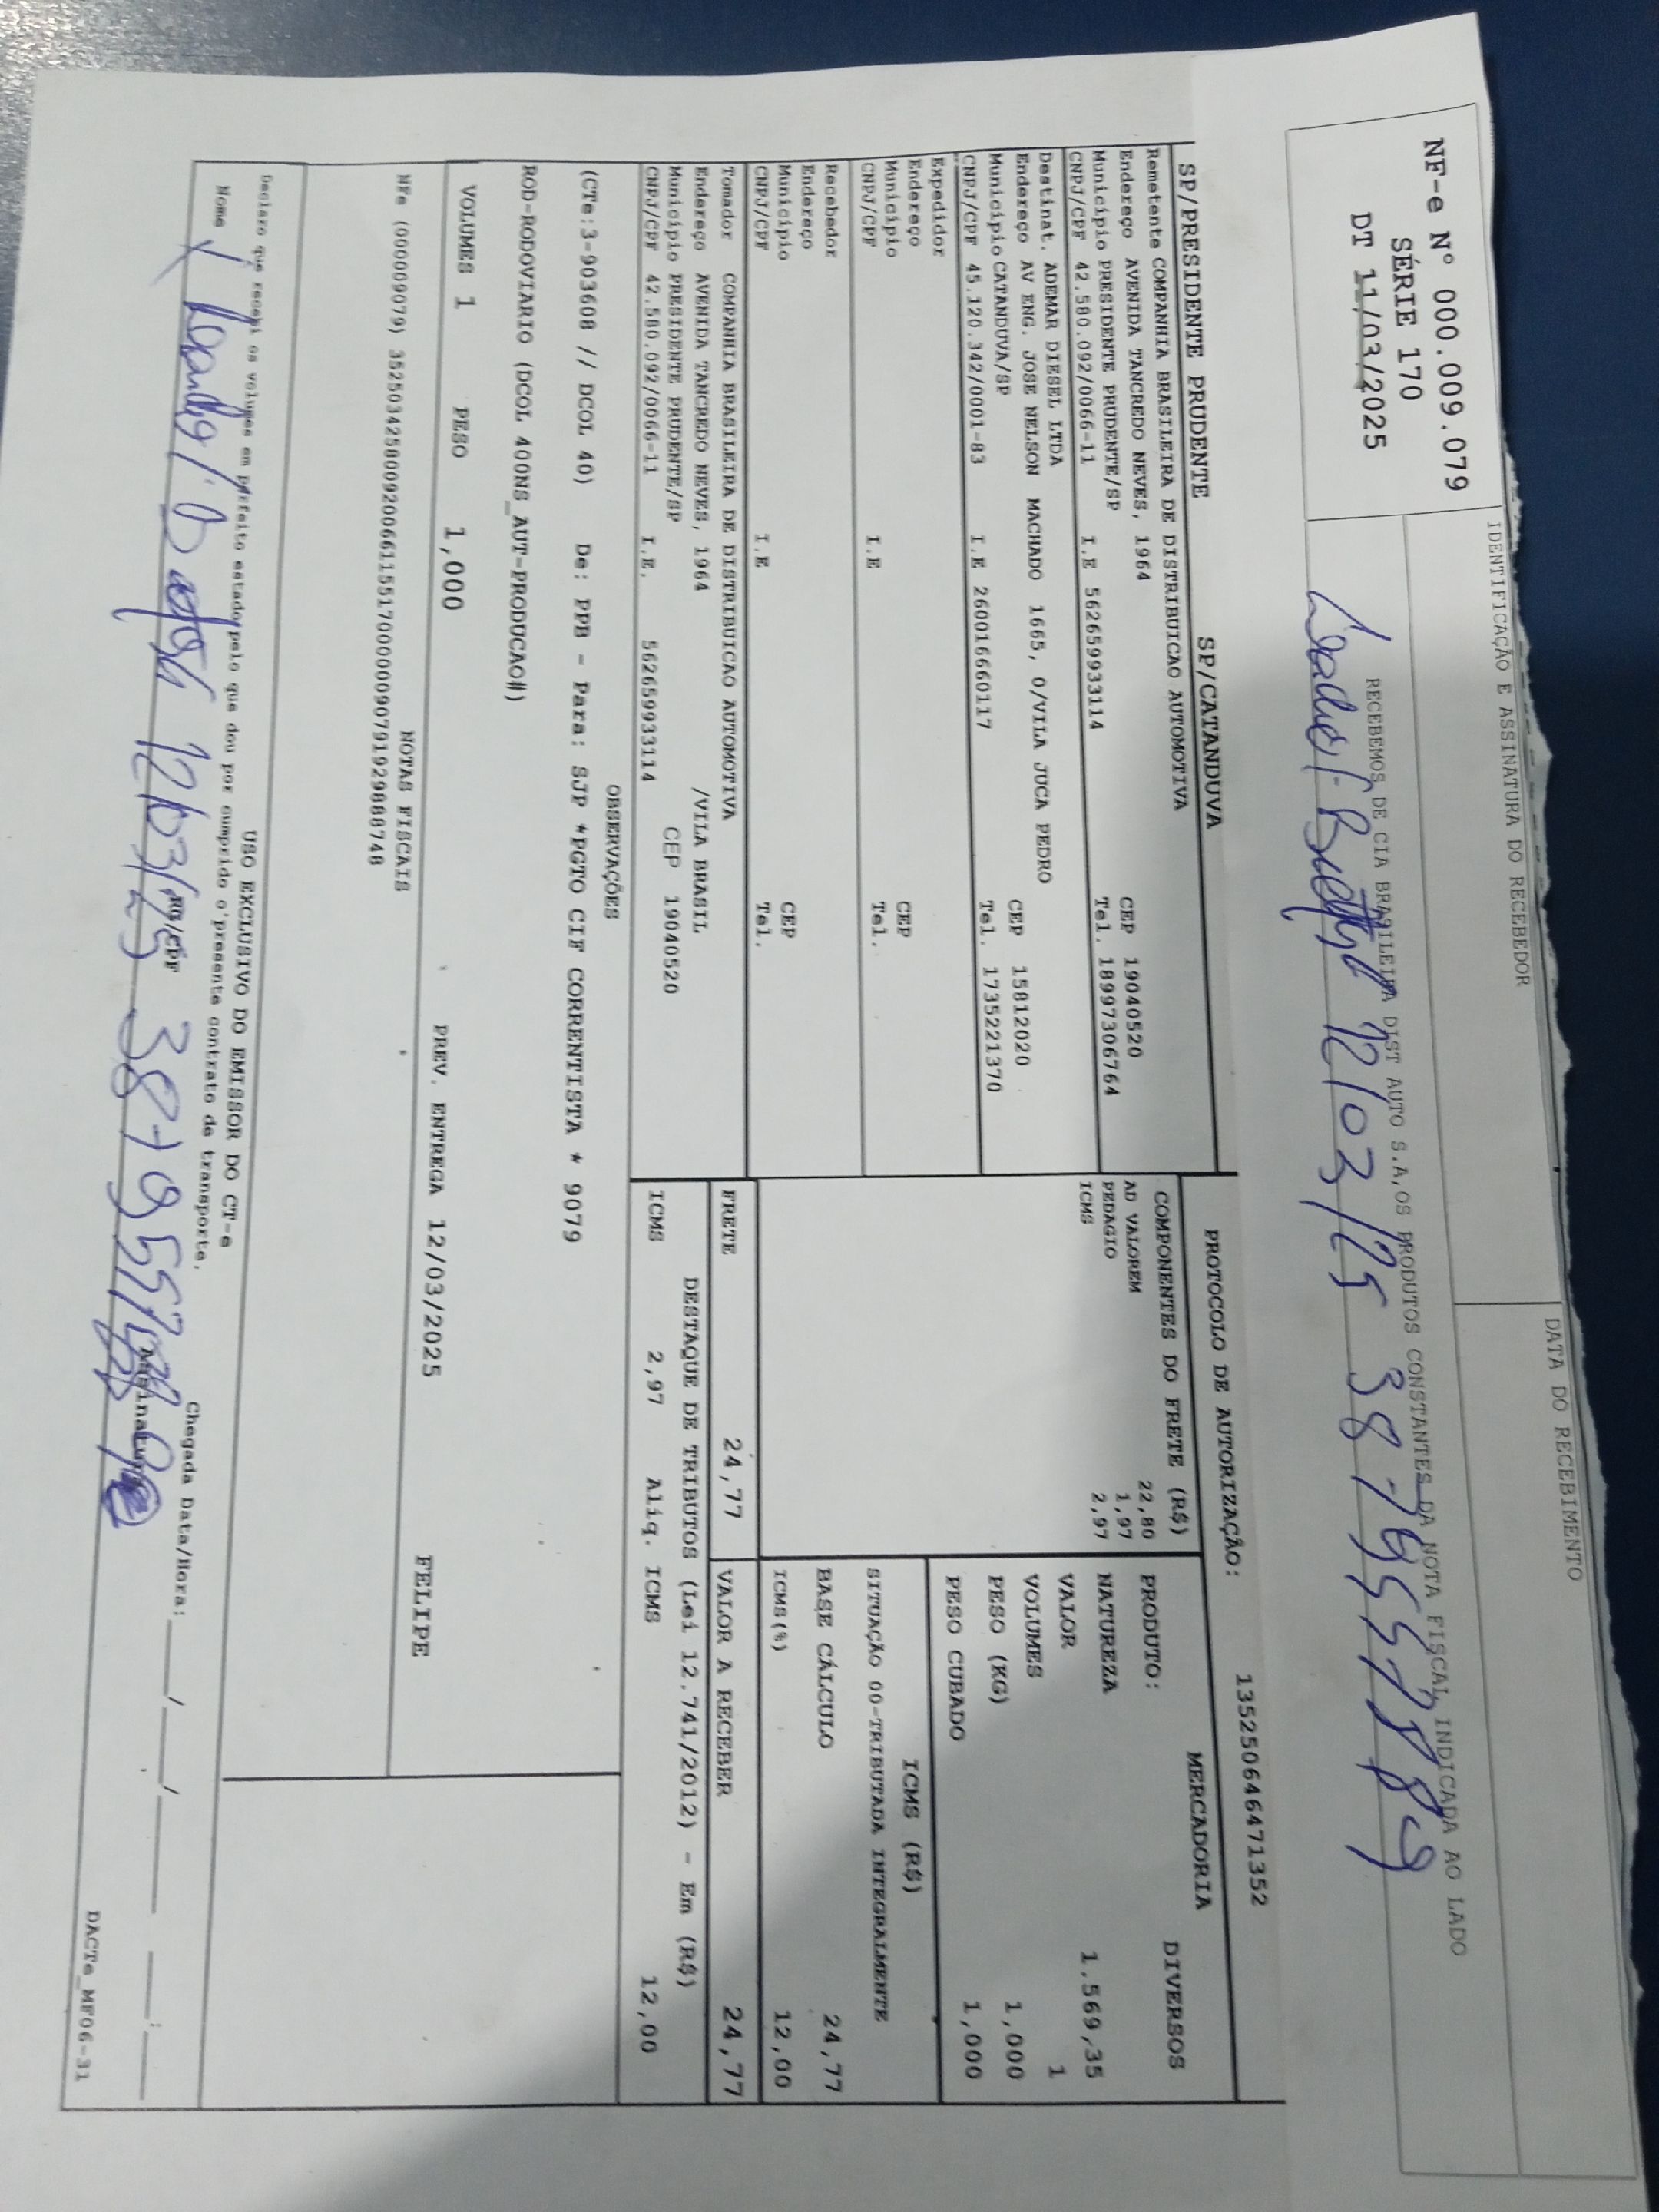 IDENTIFICAÇÃO E ASSINATURA DO RECEBEDOR
DATA DO RECEBIMENTO
NF-e N° 000.009.079
SÉRIE 170
DT 11/03/2025
RECEBEMOS DE CIA BRASILEIRA DIST AUTO S.A,OS PRODUTOS CONSTANTES DA NOTA FISCAL INDICADA AO LADO
12/03/25
SP/PRESIDENTE PRUDENTE SP/CATANDUVA
PROTOCOLO DE AUTORIZAÇÃO: 135250646471352
Remetente COMPANHIA BRASILEIRA DE DISTRIBUICAO AUTOMOTIVA
Endereço AVENIDA TANCREDO NEVES, 1964 CEP 19040520
Município PRESIDENTE PRUDENTE/SP Tel. 18997306764
CNPJ/CPF 42.580.092/0066-11 I.E 562659933114
Destinat. ADEMAR DIESEL LTDA
Endereço AV ENG. JOSE NELSON MACHADO 1665, 0/VILA JUCA PEDRO
Município CATANDUVA/SP CEP 15812020
CNPJ/CPF 45.120.342/0001-83 I.E 260016660117 Tel. 1735221370
Expedidor
Endereço
Município CEP
CNPJ/CPF I.E Tel.
Recebedor
Endereço
Município CEP
CNPJ/CPF I.E Tel.
Tomador COMPANHIA BRASILEIRA DE DISTRIBUICAO AUTOMOTIVA
Endereço AVENIDA TANCREDO NEVES, 1964 /VILA BRASIL
Município PRESIDENTE PRUDENTE/SP CEP 19040520
CNPJ/CPF 42.580.092/0066-11 I.E. 562659933114
COMPONENTES DO FRETE (R$)
AD VALOREM 22,80
PEDAGIO 1,97
ICMS 2,97
MERCADORIA
PRODUTO: DIVERSOS
NATUREZA
VALOR 1.569,35
VOLUMES 1
PESO (KG) 1,000
PESO CUBADO 1,000
ICMS (R$)
SITUAÇÃO 00-TRIBUTADA INTEGRALMENTE
BASE CÁLCULO 24,77
ICMS(%) 12,00
FRETE 24,77 VALOR A RECEBER 24,77
DESTAQUE DE TRIBUTOS (Lei 12.741/2012) - Em (R$)
ICMS 2,97 Aliq. ICMS 12,00
OBSERVAÇÕES
(CTe:3-903608 // DCOL 40) De: PPB - Para: SJP *PGTO CIF CORRENTISTA * 9079
ROD-RODOVIARIO (DCOL 400NS_AUT-PRODUCAO#)
VOLUMES 1 PESO 1,000 PREV. ENTREGA 12/03/2025 FELIPE
NOTAS FISCAIS
NFe (000009079) 35250342580092006611551700000090791929888748
USO EXCLUSIVO DO EMISSOR DO CT-e
Declaro que recebi os volumes em perfeito estado pelo que dou por cumprido o presente contrato de transporte.
Chegada Data/Hora: ___/___/______ ___:___
Nome 12/03/25 RG/CPF Assinatura
DACTe_MF06-31